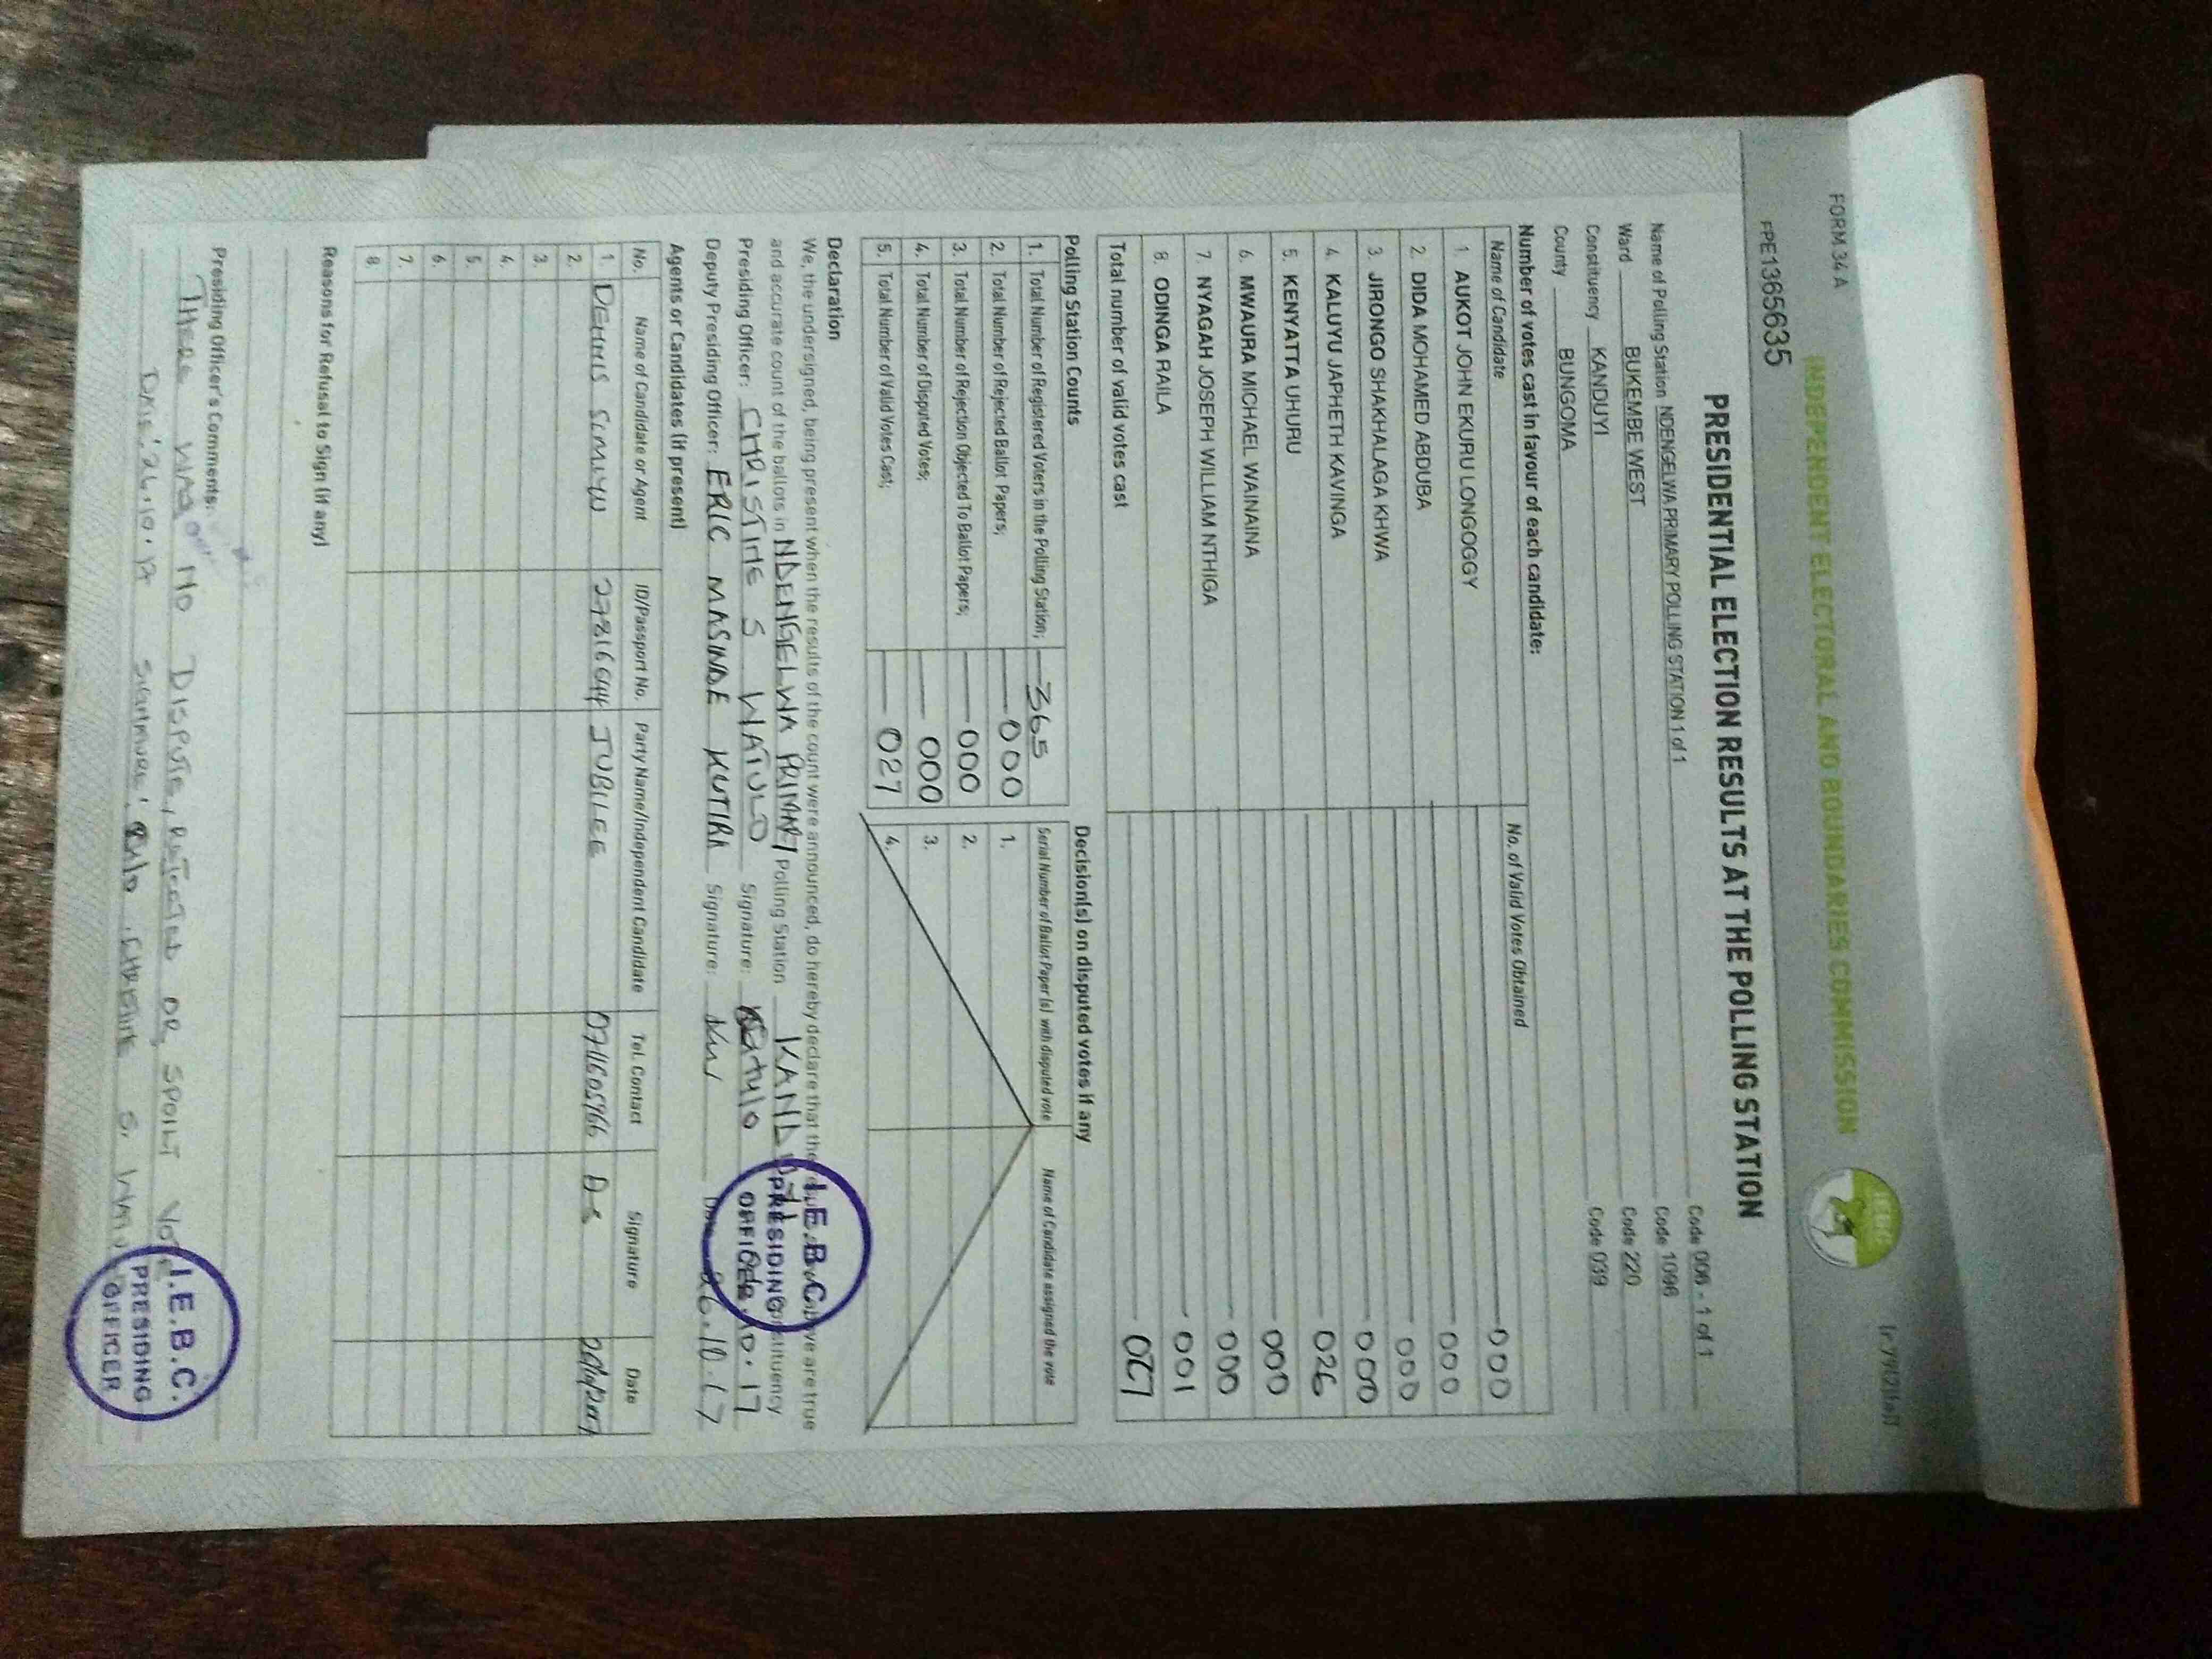 FORM 34 A
INDEPENDENT ELECTORAL AND BOUNDARIES COMMISSION
IEBC
FPE1365635
PRESIDENTIAL ELECTION RESULTS AT THE POLLING STATION
Name of Polling Station NDENGELWA PRIMARY POLLING STATION 1 of 1 Code 006 - 1 of 1
Ward BUKEMBE WEST Code 1096
Constituency KANDUYI Code 220
County BUNGOMA Code 039
Number of votes cast in favour of each candidate:
Name of Candidate No. of Valid Votes Obtained
1 AUKOT JOHN EKURU LONGOGGY 000
2. DIDA MOHAMED ABDUBA 000
3 JIRONGO SHAKHALAGA KHWA 000
4. KALUYU JAPHETH KAVINGA 000
5. KENYATTA UHURU 026
6. MWAURA MICHAEL WAINAINA 000
7. NYAGAH JOSEPH WILLIAM NTHIGA 000
8. ODINGA RAILA 001
Total number of valid votes cast 027
Polling Station Counts
1. Total Number of Registered Voters in the Polling Station; 365
2. Total Number of Rejected Ballot Papers; 000
3. Total Number of Rejection Objected To Ballot Papers; 000
4. Total Number of Disputed Votes; 000
5. Total Number of Valid Votes Cast; 027
Decision(s) on disputed votes if any
Serial Number of Ballot Paper (s) with disputed vote Name of Candidate assigned the vote
1.
2.
3.
4.
Declaration
We, the undersigned, being present when the results of the count were announced, do hereby declare that the above are true
and accurate count of the ballots in NDENGELWA PRIMARY Polling Station KANDUYI Constituency
Presiding Officer: CHRISTINE S WATULO Signature: Watulo 10.17
Deputy Presiding Officer: ERIC MASINDE KUTIRA Signature: 26.10.17
I.E.B.C.
PRESIDING
OFFICER
Agents or Candidates (if present)
No. Name of Candidate or Agent ID/Passport No. Party Name/Independent Candidate Tel. Contact Signature Date
1. DENNIS SIMIYU 27816644 JUBILEE 0711605966 D-S
2.
3.
4.
5.
6.
7.
8.
Reasons for Refusal to Sign (if any)
Presiding Officer's Comments:
THERE WAS NO DISPUTE, REJECTED OR SPOILT
DATE: 26.10.17 SIGNATURE: CHRISTINE S.
I.E.B.C.
PRESIDING
OFFICER